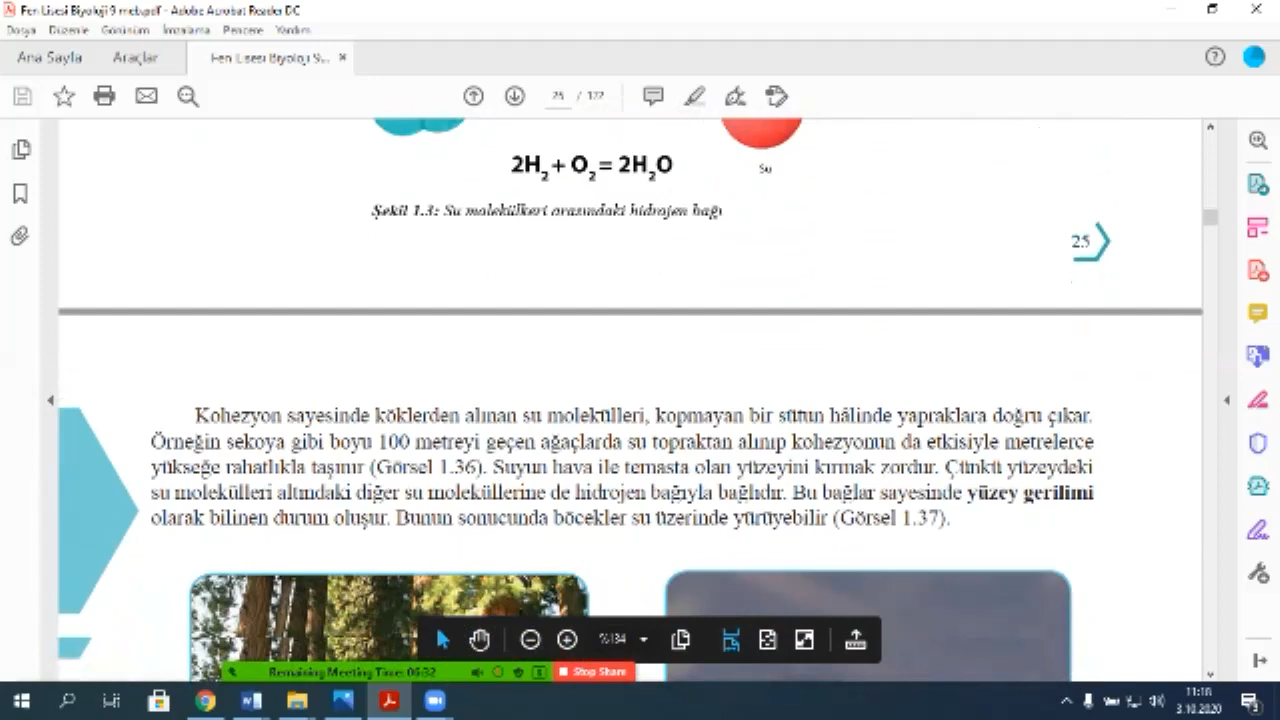 Fen Lisesi Biyoloji 9 meb.pdf - Adobe Acrobat Reader DC
Dosya Düzenle Görünüm İmzalama Pencere Yardım
Ana Sayfa Araçlar Fen Lisesi Biyoloji 9...
25 / 177
2H2 + O2 = 2H2O
Su
Şekil 1.3: Su molekülkeri arasındaki hidrojen bağı
25
Kohezyon sayesinde köklerden alınan su molekülleri, kopmayan bir sütun hâlinde yapraklara doğru çıkar.
Örneğin sekoya gibi boyu 100 metreyi geçen ağaçlarda su topraktan alınıp kohezyonun da etkisiyle metrelerce
yükseğe rahatlıkla taşınır (Görsel 1.36). Suyun hava ile temasta olan yüzeyini kırmak zordur. Çünkü yüzeydeki
su molekülleri altındaki diğer su moleküllerine de hidrojen bağıyla bağlıdır. Bu bağlar sayesinde yüzey gerilimi
olarak bilinen durum oluşur. Bunun sonucunda böcekler su üzerinde yürüyebilir (Görsel 1.37).
%134
Remaining Meeting Time: 06:32 Stop Share
11:18
3.10.2020